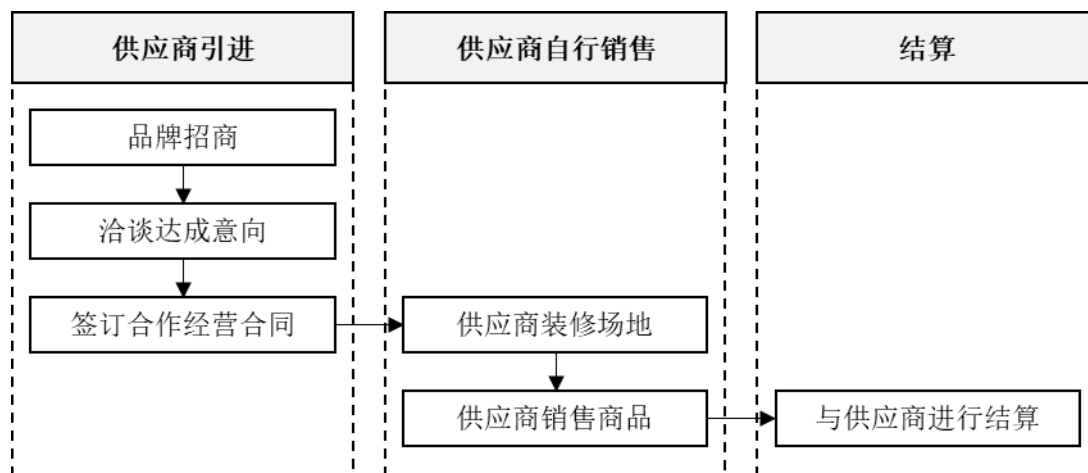 供应商引进
供应商自行销售
结算
品牌招商
洽谈达成意向
签订合作经营合同
供应商装修场地
供应商销售商品
与供应商进行结算